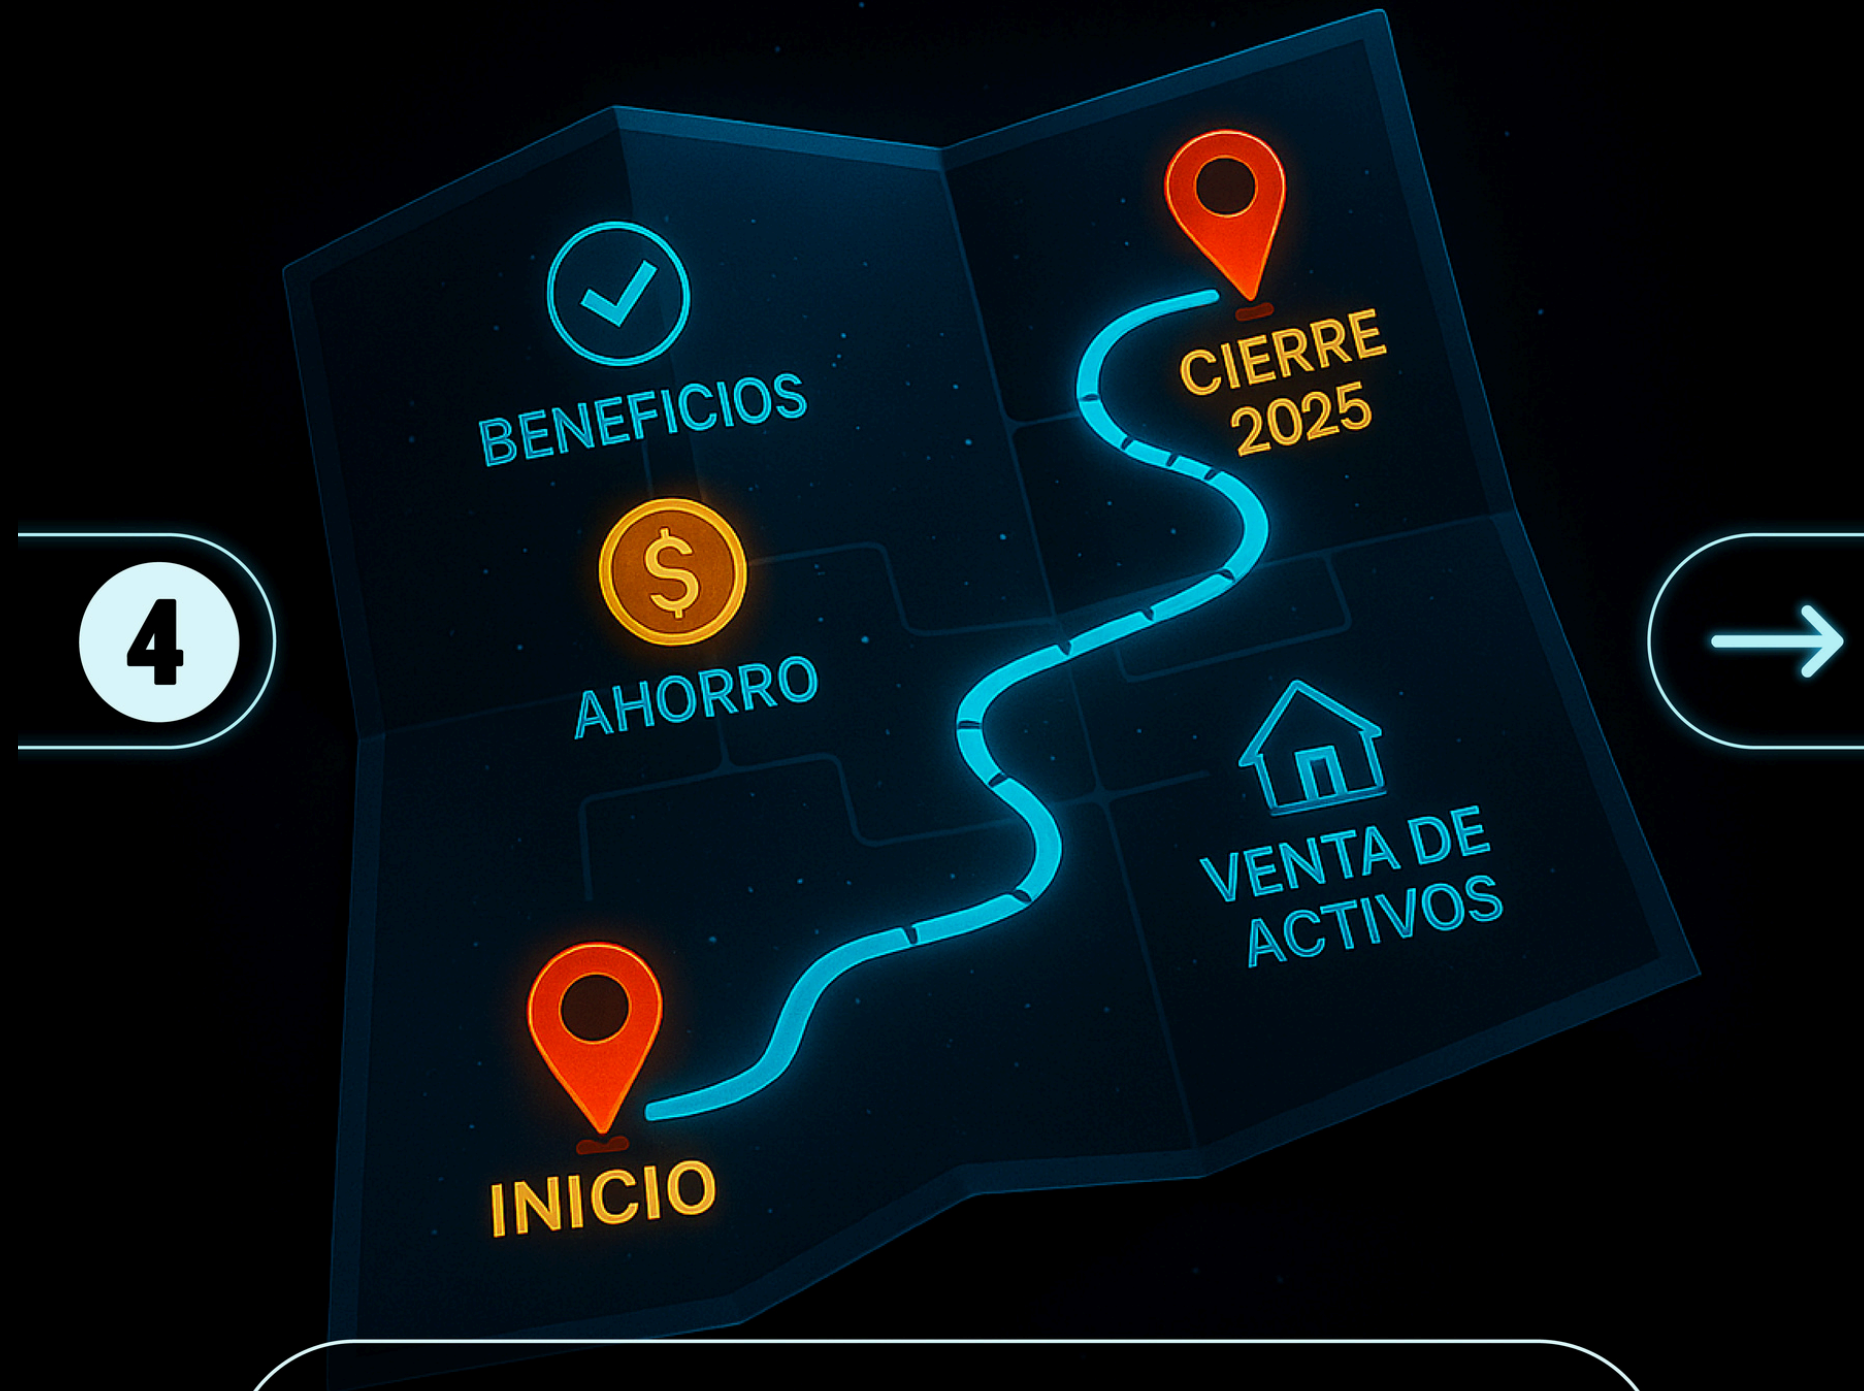 BENEFICIOS
CIERRE
2025
AHORRO
4
VENTA DE
ACTIVOS
INICIO